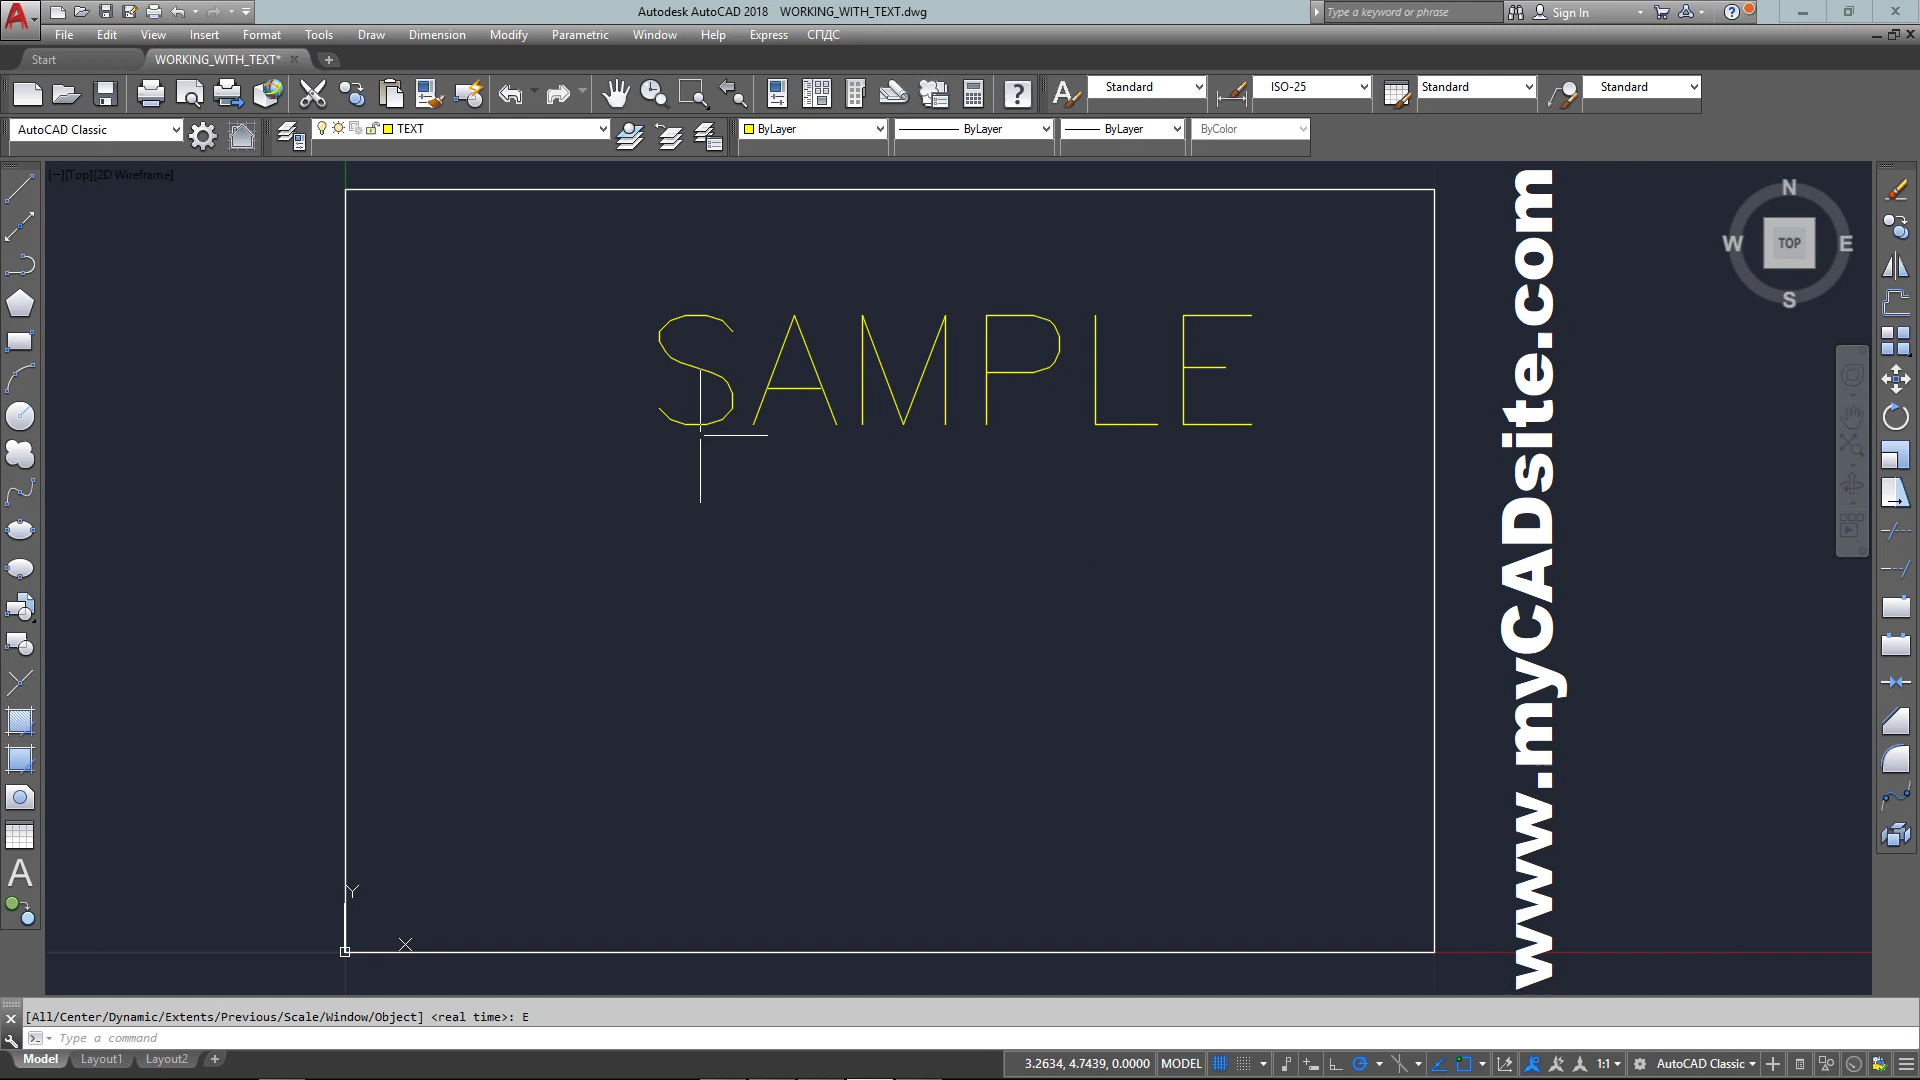 Autodesk AutoCAD 2018 WORKING_WITH_TEXT.dwg
Type a keyword or phrase
Sign In
File Edit View Insert Format Tools Draw Dimension Modify Parametric Window Help Express СПДС
Start
WORKING_WITH_TEXT*
Standard
ISO-25
Standard
Standard
AutoCAD Classic
TEXT
ByLayer
ByLayer
ByLayer
ByColor
[−][Top][2D Wireframe]
N
W
TOP
E
S
SAMPLE
www.myCADsite.com
Y
X
[All/Center/Dynamic/Extents/Previous/Scale/Window/Object] <real time>: E
Type a command
Model Layout1 Layout2
3.2634, 4.7439, 0.0000 MODEL
1:1
AutoCAD Classic